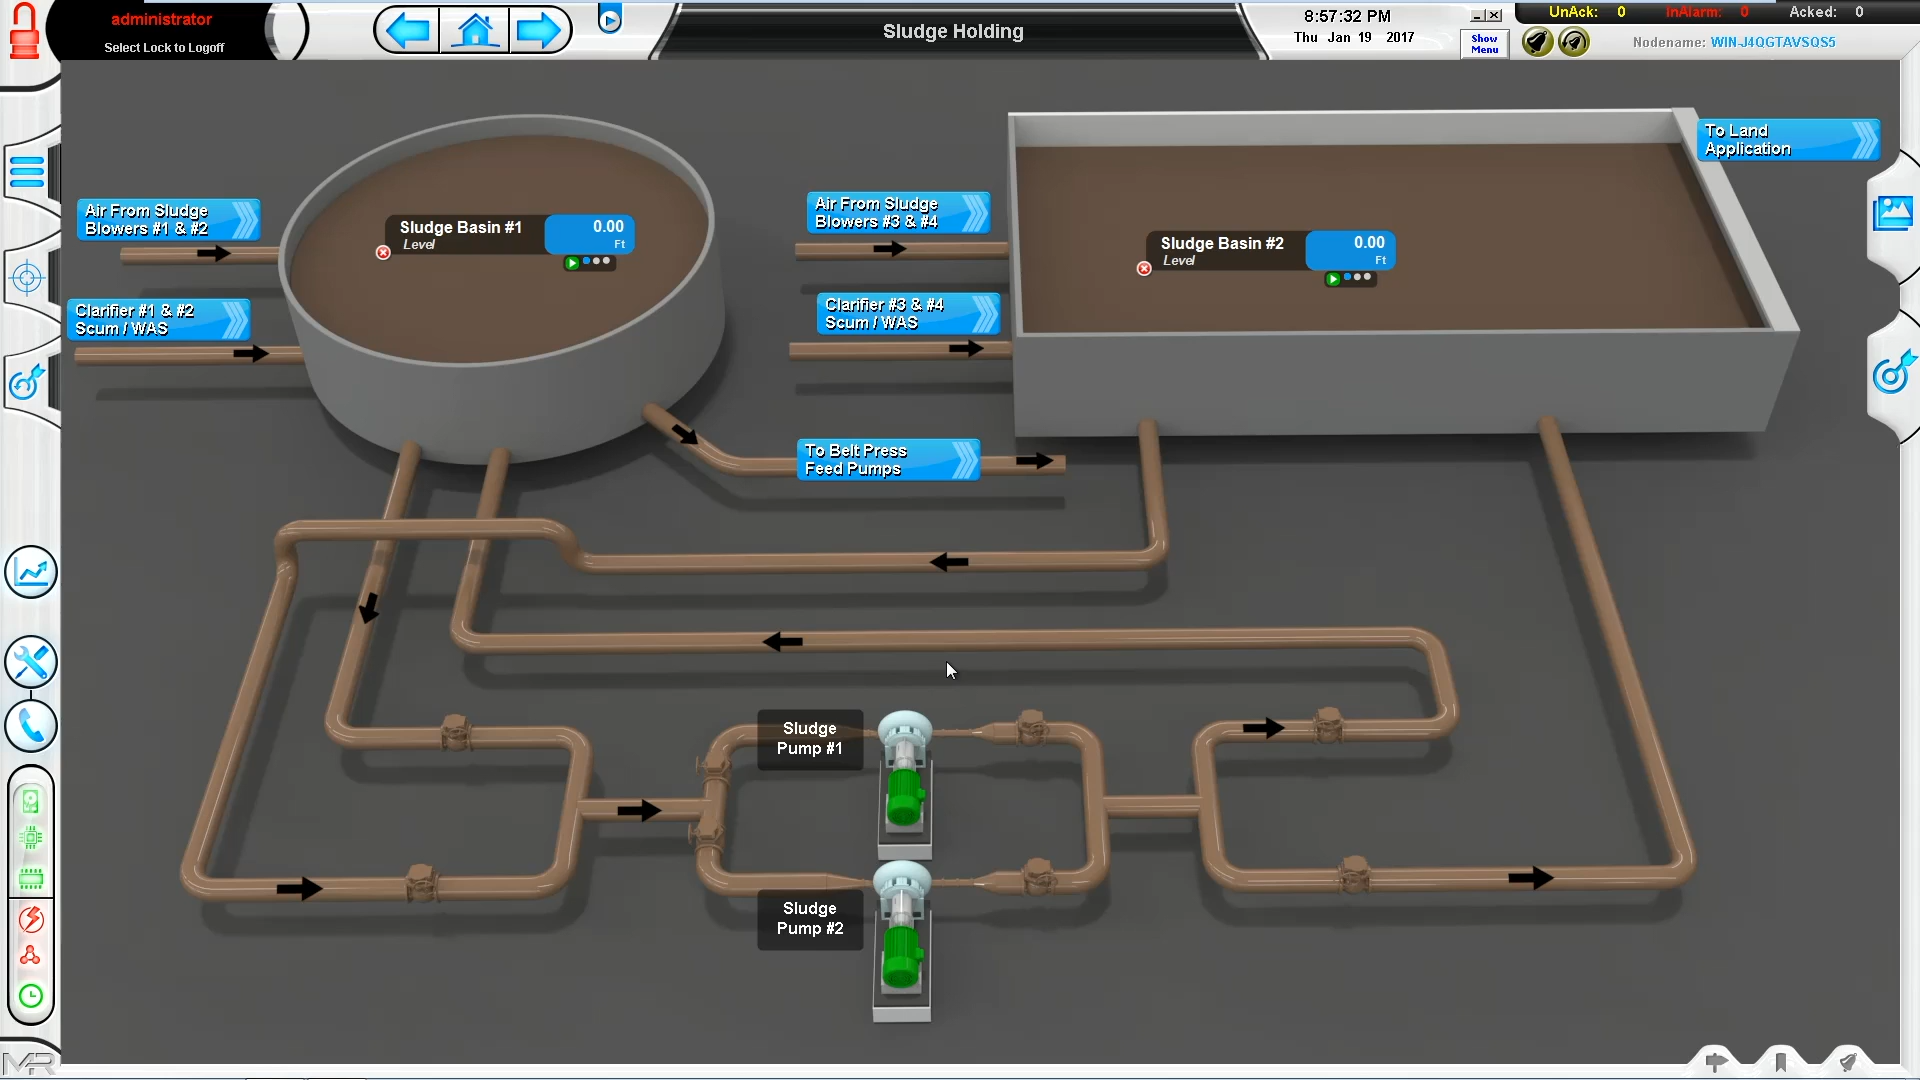 administrator
Select Lock to Logoff
Sludge Holding
8:57:32 PM
Thu Jan 19 2017
Show
Menu
UnAck: 0 InAlarm: 0 Acked: 0
Nodename: WIN-J4QGTAVSQS5
To Land
Application
Air From Sludge
Blowers #1 & #2
Sludge Basin #1
Level
0.00
Ft
Air From Sludge
Blowers #3 & #4
Sludge Basin #2
Level
0.00
Ft
Clarifier #1 & #2
Scum / WAS
Clarifier #3 & #4
Scum / WAS
To Belt Press
Feed Pumps
Sludge
Pump #1
Sludge
Pump #2
MR